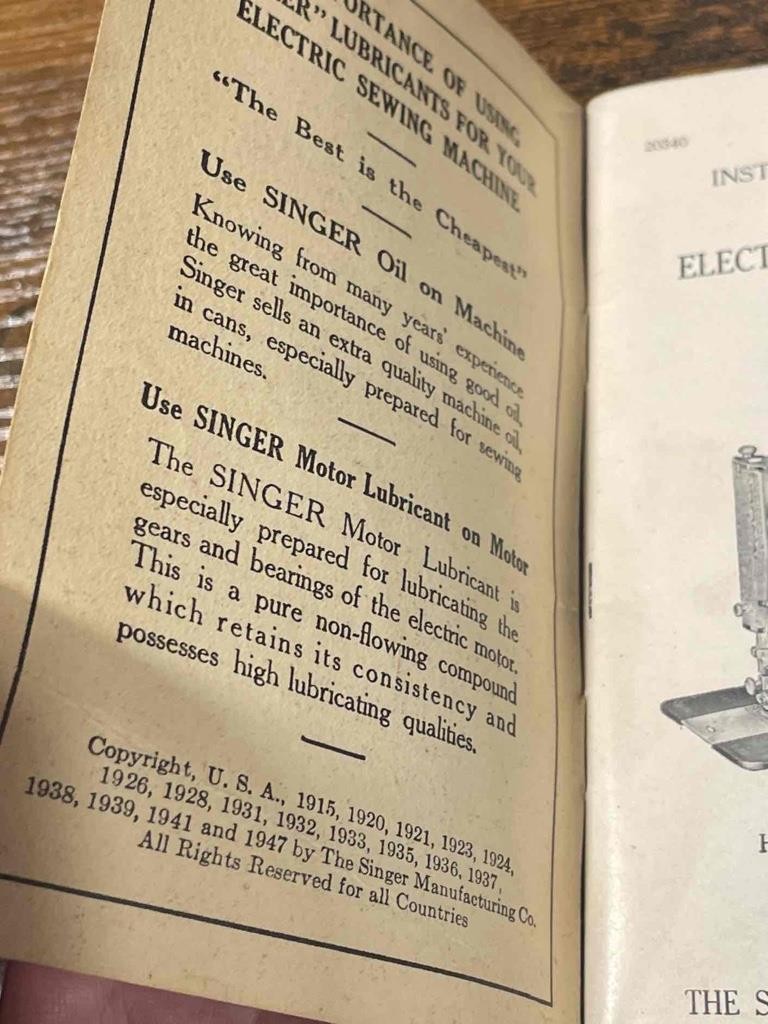 ORTANCE OF USING
ER" LUBRICANTS FOR YOUR
ELECTRIC SEWING MACHINE
"The Best is the Cheapest"
Use SINGER Oil on Machine
Knowing from many years' experience
the great importance of using good oil,
Singer sells an extra quality machine oil,
in cans, especially prepared for sewing
machines.
Use SINGER Motor Lubricant on Motor
The SINGER Motor Lubricant is
especially prepared for lubricating the
gears and bearings of the electric motor.
This is a pure non-flowing compound
which retains its consistency and
possesses high lubricating qualities.
Copyright, U. S. A., 1915, 1920, 1921, 1923, 1924,
1926, 1928, 1931, 1932, 1933, 1935, 1936, 1937,
1938, 1939, 1941 and 1947 by The Singer Manufacturing Co.
All Rights Reserved for all Countries
20340
INST
ELECT
H
THE S